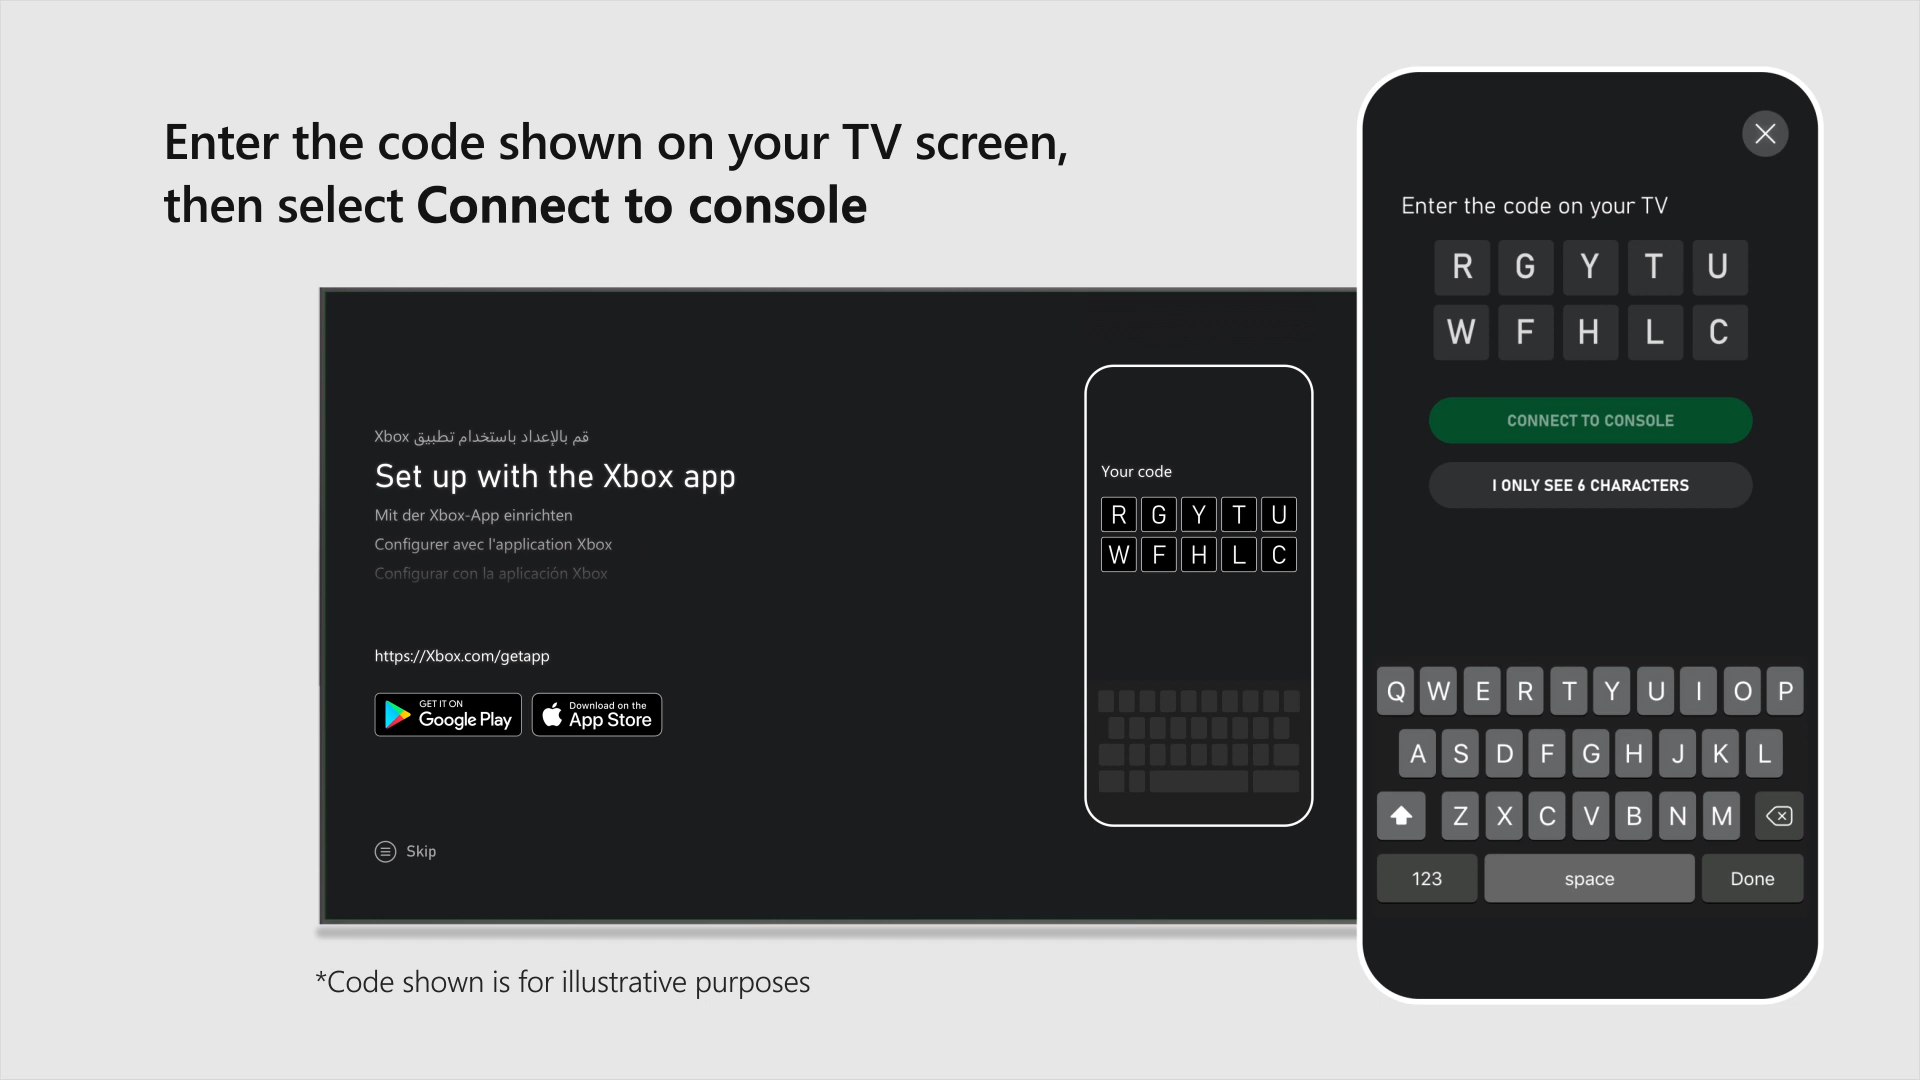 Enter the code shown on your TV screen,
then select Connect to console
قم بالإعداد باستخدام تطبيق Xbox
Set up with the Xbox app
Mit der Xbox-App einrichten
Configurer avec l'application Xbox
Configurar con la aplicación Xbox
https://Xbox.com/getapp
GET IT ON
Google Play
Download on the
App Store
Skip
Your code
R G Y T U
W F H L C
Enter the code on your TV
R G Y T U
W F H L C
CONNECT TO CONSOLE
I ONLY SEE 6 CHARACTERS
Q W E R T Y U I O P
A S D F G H J K L
Z X C V B N M
123 space Done
*Code shown is for illustrative purposes